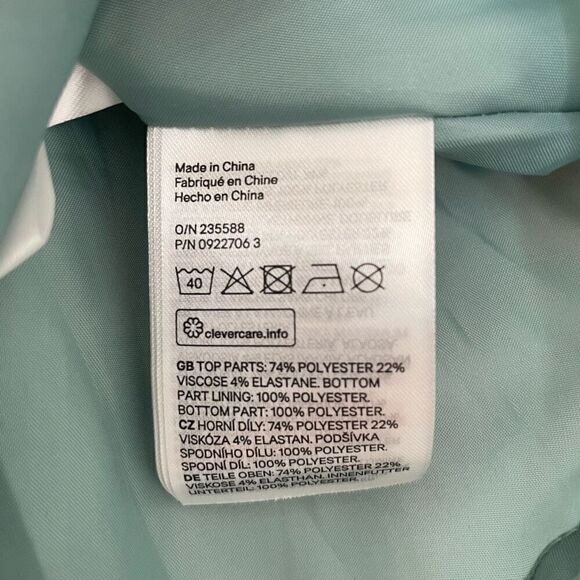 Made in China
Fabriqué en Chine
Hecho en China
O/N 235588
P/N 0922706 3
40
clevercare.info
GB TOP PARTS: 74% POLYESTER 22%
VISCOSE 4% ELASTANE. BOTTOM
PART LINING: 100% POLYESTER.
BOTTOM PART: 100% POLYESTER.
CZ HORNÍ DÍLY: 74% POLYESTER 22%
VISKÓZA 4% ELASTAN. PODŠÍVKA
SPODNÍHO DÍLU: 100% POLYESTER.
SPODNÍ DÍL: 100% POLYESTER.
DE TEILE OBEN: 74% POLYESTER 22%
VISKOSE 4% ELASTHAN. INNENFUTTER
UNTERTEIL: 100% POLYESTER.